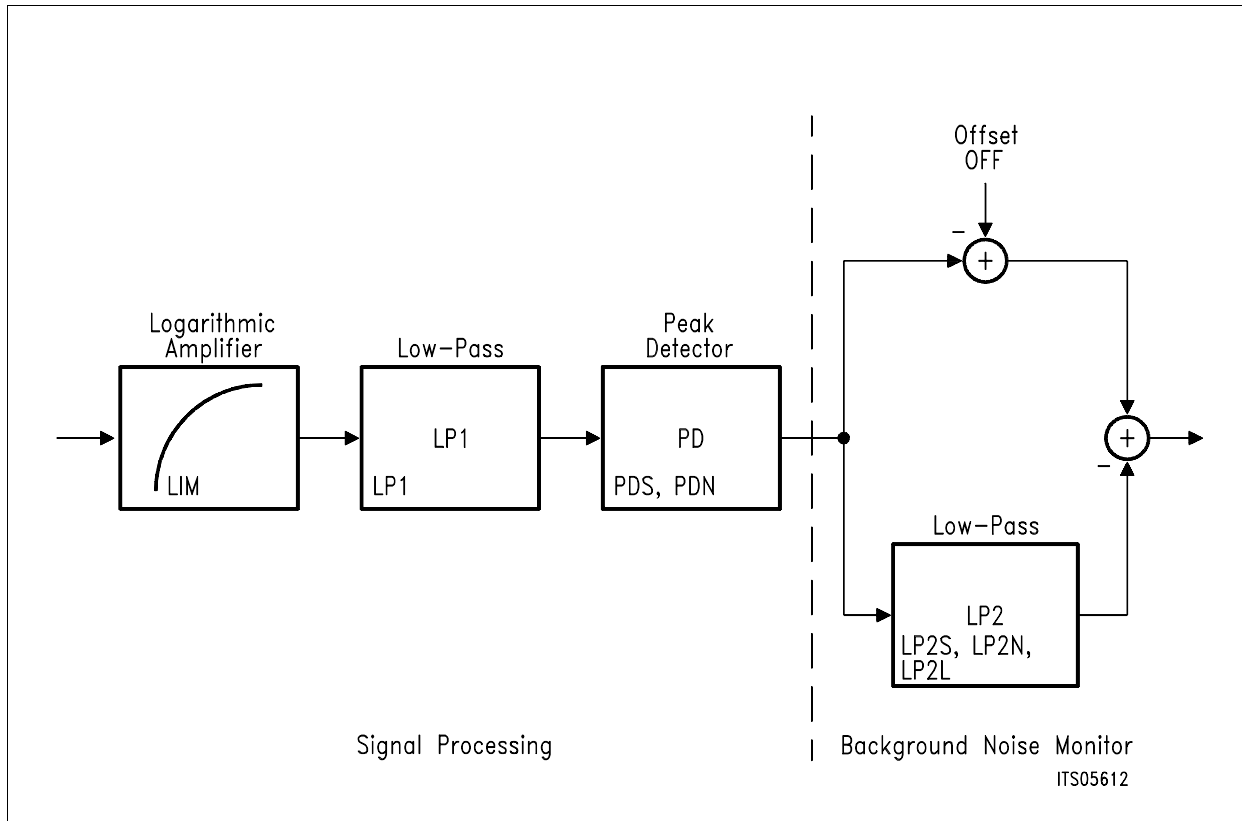 Offset
OFF
−
+
Logarithmic
Amplifier
LIM
Low-Pass
LP1
LP1
Peak
Detector
PD
PDS, PDN
+
−
Low-Pass
LP2
LP2S, LP2N,
LP2L
Signal Processing
Background Noise Monitor
ITS05612